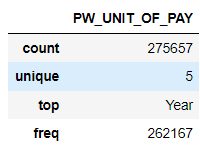 PW_UNIT_OF_PAY
count 275657
unique 5
top Year
freq 262167